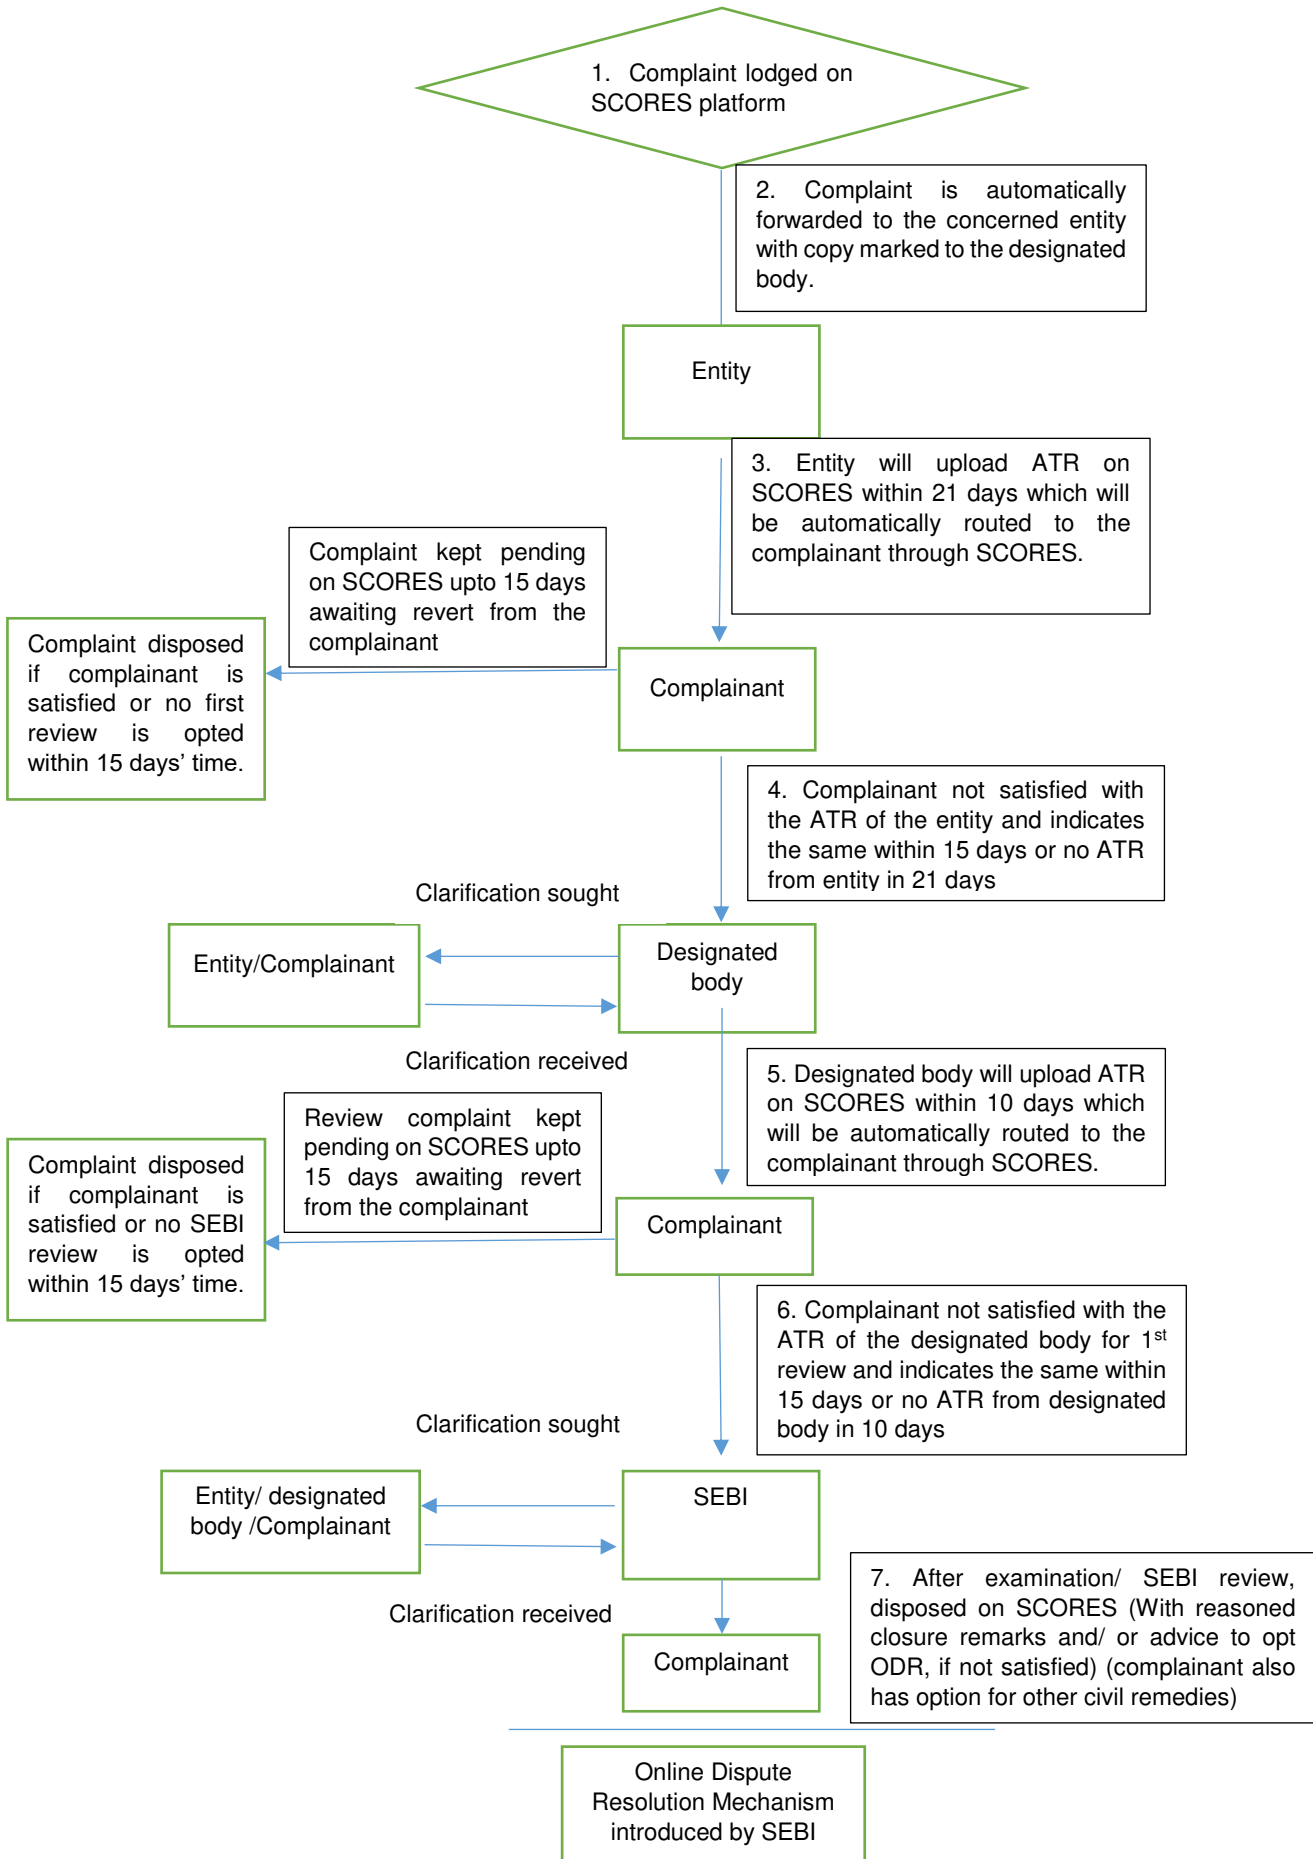 1. Complaint lodged on
SCORES platform
2. Complaint is automatically
forwarded to the concerned entity
with copy marked to the designated
body.
Entity
3. Entity will upload ATR on
SCORES within 21 days which will
be automatically routed to the
complainant through SCORES.
Complaint kept pending
on SCORES upto 15 days
awaiting revert from the
complainant
Complaint disposed
if complainant is
satisfied or no first
review is opted
within 15 days’ time.
Complainant
4. Complainant not satisfied with
the ATR of the entity and indicates
the same within 15 days or no ATR
from entity in 21 days
Clarification sought
Entity/Complainant
Designated
body
Clarification received
5. Designated body will upload ATR
on SCORES within 10 days which
will be automatically routed to the
complainant through SCORES.
Review complaint kept
pending on SCORES upto
15 days awaiting revert
from the complainant
Complaint disposed
if complainant is
satisfied or no SEBI
review is opted
within 15 days’ time.
Complainant
6. Complainant not satisfied with the
ATR of the designated body for 1st
review and indicates the same within
15 days or no ATR from designated
body in 10 days
Clarification sought
Entity/ designated
body /Complainant
SEBI
Clarification received
7. After examination/ SEBI review,
disposed on SCORES (With reasoned
closure remarks and/ or advice to opt
ODR, if not satisfied) (complainant also
has option for other civil remedies)
Complainant
Online Dispute
Resolution Mechanism
introduced by SEBI